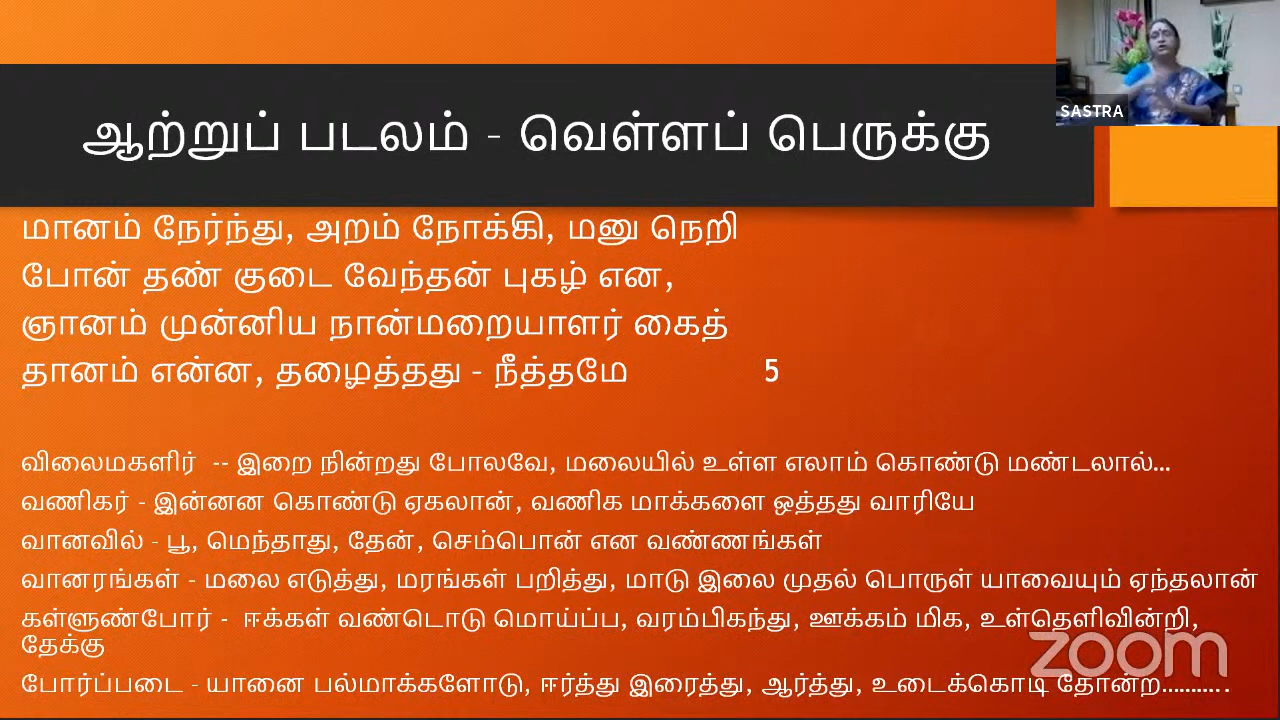 SASTRA
ஆற்றுப் படலம் - வெள்ளப் பெருக்கு
மானம் நேர்ந்து, அறம் நோக்கி, மனு நெறி
போன் தண் குடை வேந்தன் புகழ் என,
ஞானம் முன்னிய நான்மறையாளர் கைத்
தானம் என்ன, தழைத்தது - நீத்தமே 5
விலைமகளிர் -- இறை நின்றது போலவே, மலையில் உள்ள எலாம் கொண்டு மண்டலால்...
வணிகர் - இன்னன கொண்டு ஏகலான், வணிக மாக்களை ஒத்தது வாரியே
வானவில் - பூ, மெந்தாது, தேன், செம்பொன் என வண்ணங்கள்
வானரங்கள் - மலை எடுத்து, மரங்கள் பறித்து, மாடு இலை முதல் பொருள் யாவையும் ஏந்தலான்
கள்ளுண்போர் - ஈக்கள் வண்டொடு மொய்ப்ப, வரம்பிகந்து, ஊக்கம் மிக, உள்தெளிவின்றி,
தேக்கு
போர்ப்படை - யானை பல்மாக்களோடு, ஈர்த்து இரைத்து, ஆர்த்து, உடைக்கொடி தோன்ற...........
zoom